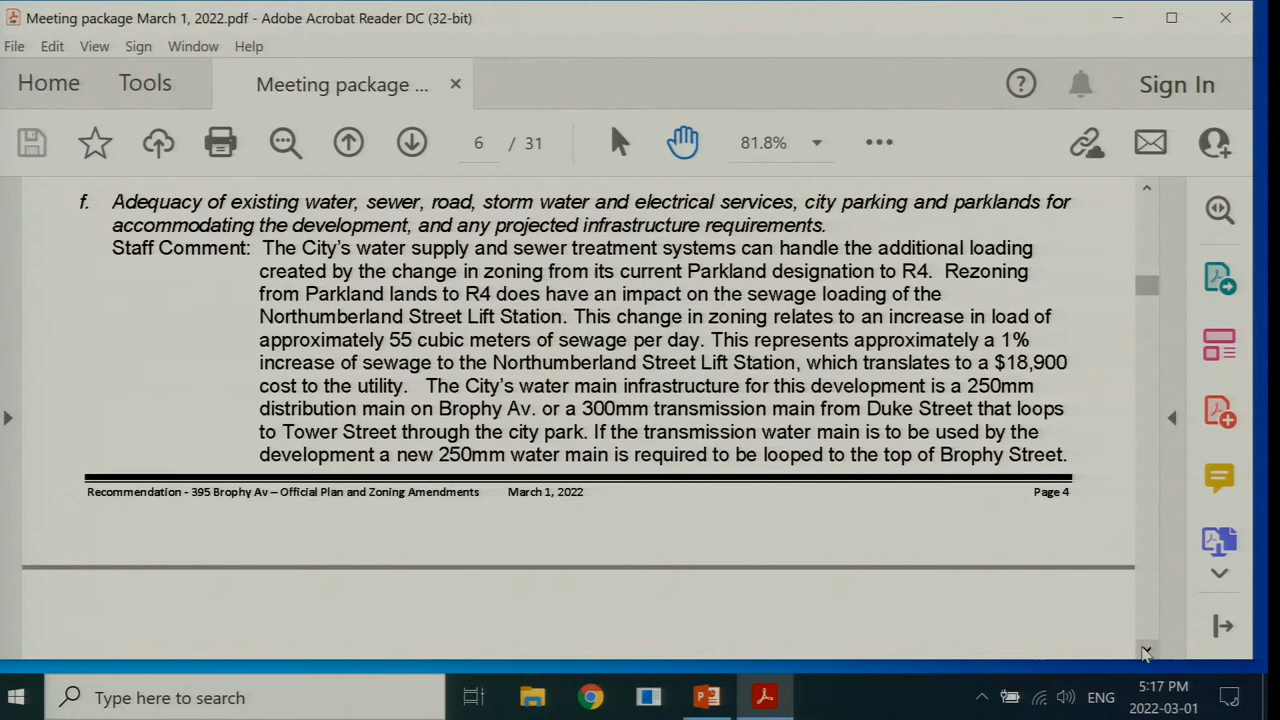 Meeting package March 1, 2022.pdf - Adobe Acrobat Reader DC (32-bit)
File Edit View Sign Window Help
Home Tools Meeting package ... Sign In
6 / 31 81.8%
f. Adequacy of existing water, sewer, road, storm water and electrical services, city parking and parklands for
accommodating the development, and any projected infrastructure requirements.
Staff Comment: The City's water supply and sewer treatment systems can handle the additional loading
created by the change in zoning from its current Parkland designation to R4. Rezoning
from Parkland lands to R4 does have an impact on the sewage loading of the
Northumberland Street Lift Station. This change in zoning relates to an increase in load of
approximately 55 cubic meters of sewage per day. This represents approximately a 1%
increase of sewage to the Northumberland Street Lift Station, which translates to a $18,900
cost to the utility. The City's water main infrastructure for this development is a 250mm
distribution main on Brophy Av. or a 300mm transmission main from Duke Street that loops
to Tower Street through the city park. If the transmission water main is to be used by the
development a new 250mm water main is required to be looped to the top of Brophy Street.
Recommendation - 395 Brophy Av – Official Plan and Zoning Amendments March 1, 2022 Page 4
Type here to search
ENG
5:17 PM
2022-03-01